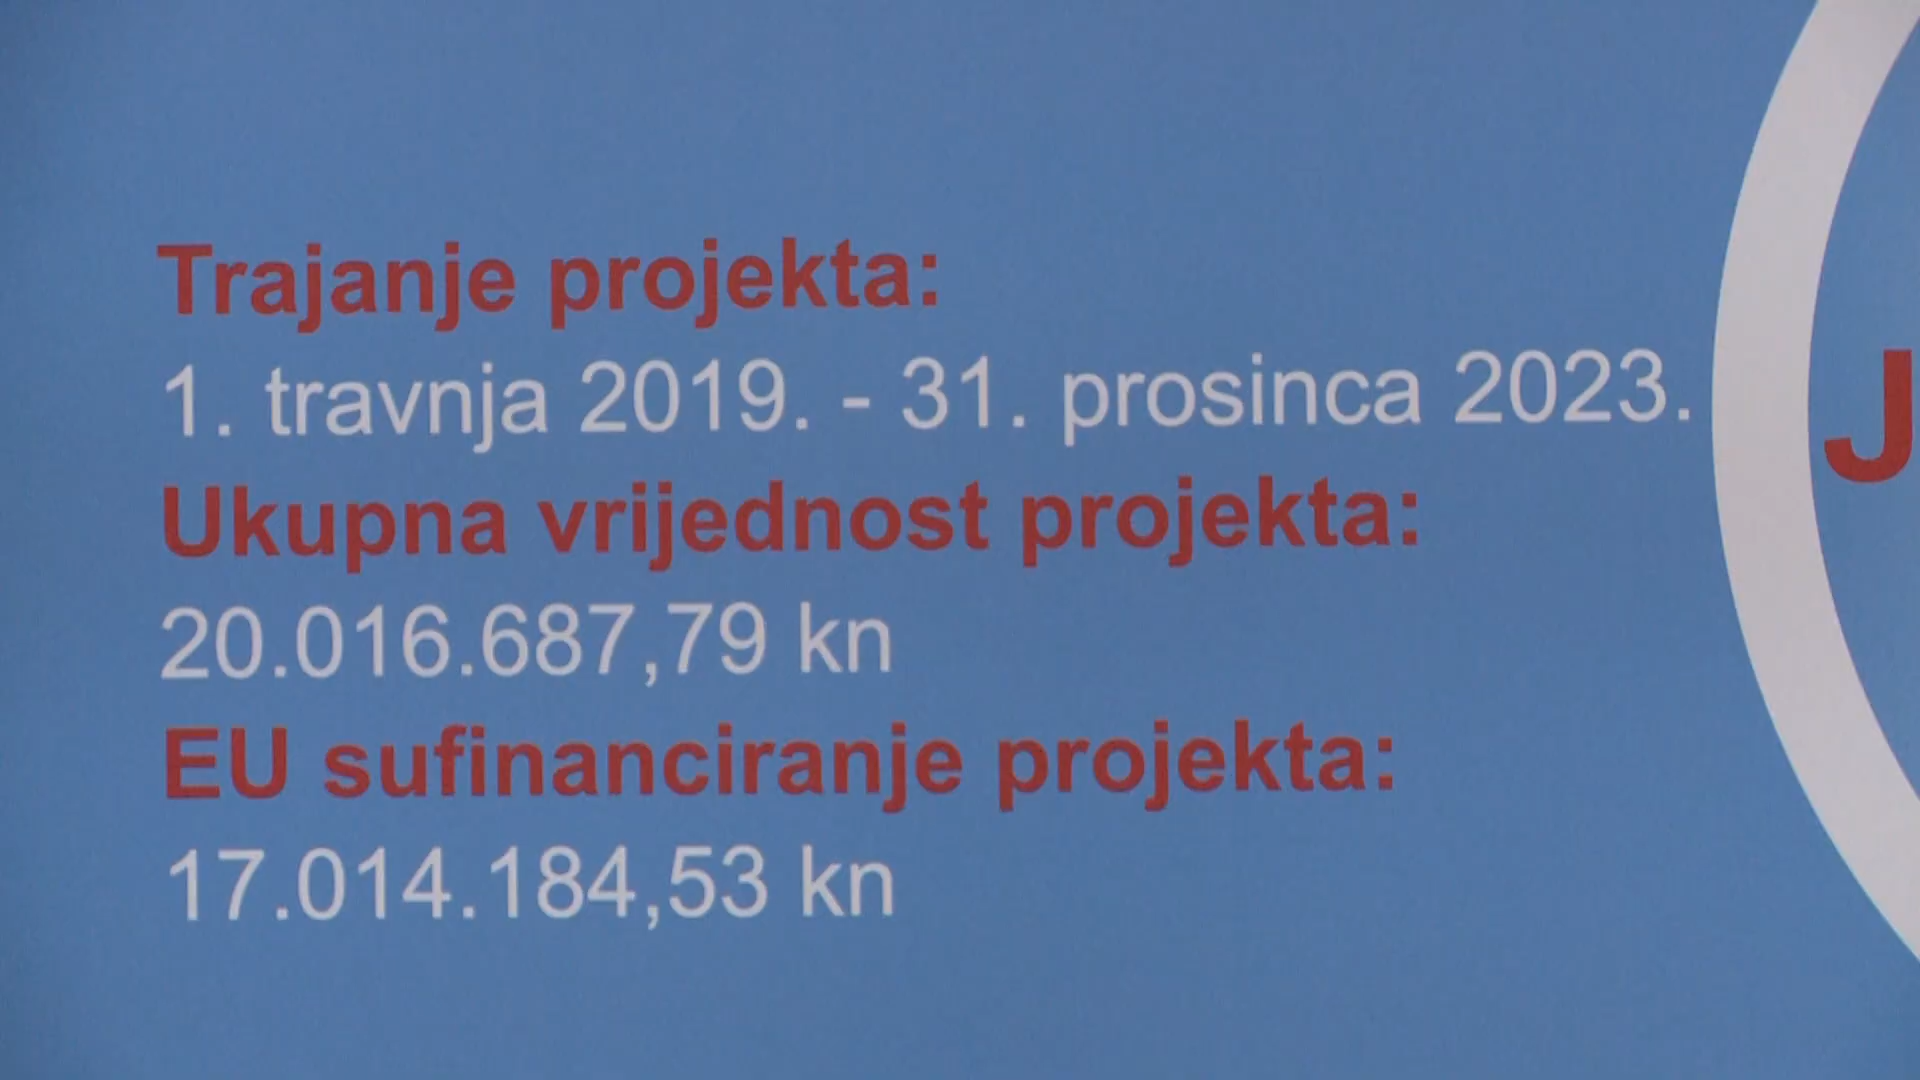 Trajanje projekta:
1. travnja 2019. - 31. prosinca 2023.
Ukupna vrijednost projekta:
20.016.687,79 kn
EU sufinanciranje projekta:
17.014.184,53 kn
J